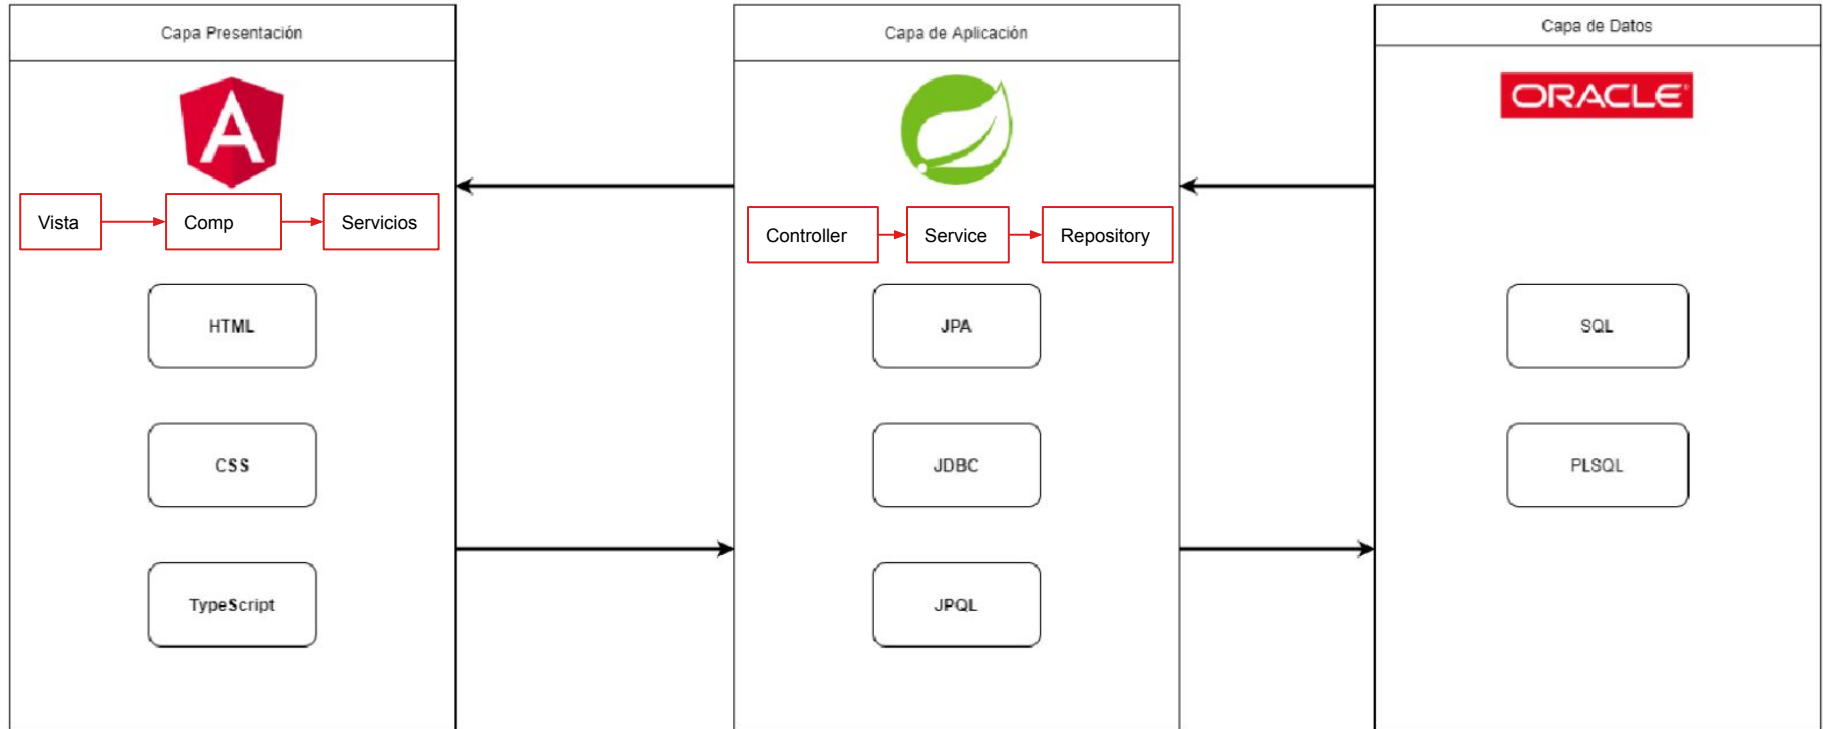 Capa Presentación
Vista
Comp
Servicios
HTML
CSS
TypeScript
Capa de Aplicación
Controller
Service
Repository
JPA
JDBC
JPQL
Capa de Datos
ORACLE
SQL
PLSQL